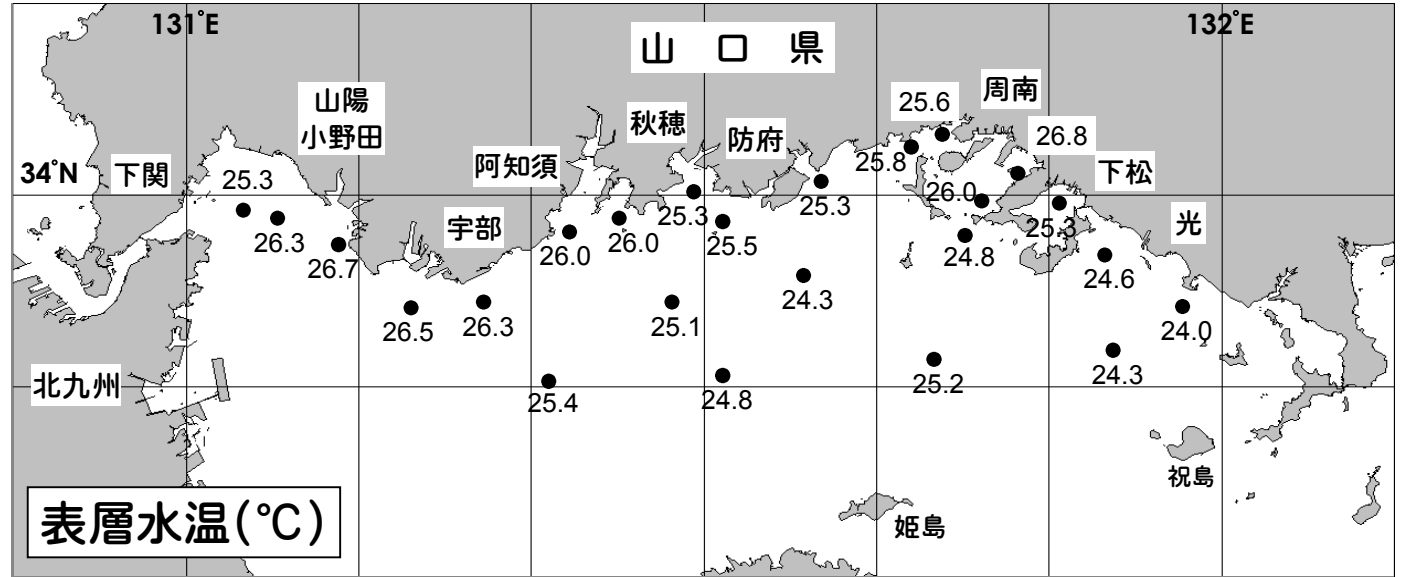 131°E
132°E
山 口 県
山陽
小野田
25.6
周南
秋穂
防府
26.8
阿知須
25.8
下松
34°N
下関
25.3
26.0
25.3
25.3
25.3
光
宇部
26.3
26.0
26.0
25.5
24.8
26.7
24.6
24.3
26.5
26.3
25.1
24.0
北九州
25.2
24.3
25.4
24.8
祝島
姫島
表層水温(℃)